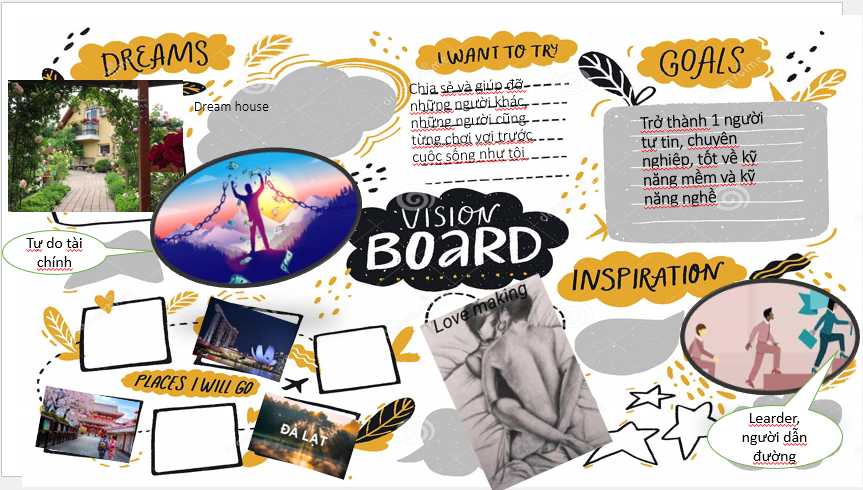 DREAMS
Dream house
Tự do tài
chính
I WANT TO TRY
Chia sẻ và giúp đỡ
những người khác,
những người cũng
từng chơi vơi trước
cuộc sống như tôi
GOALS
Trở thành 1 người
tự tin, chuyên
nghiệp, tốt về kỹ
năng mềm và kỹ
năng nghề
VISION
BOARD
INSPIRATION
Learder,
người dẫn
đường
Love making
PLACES I WILL GO
ĐÀ LẠT